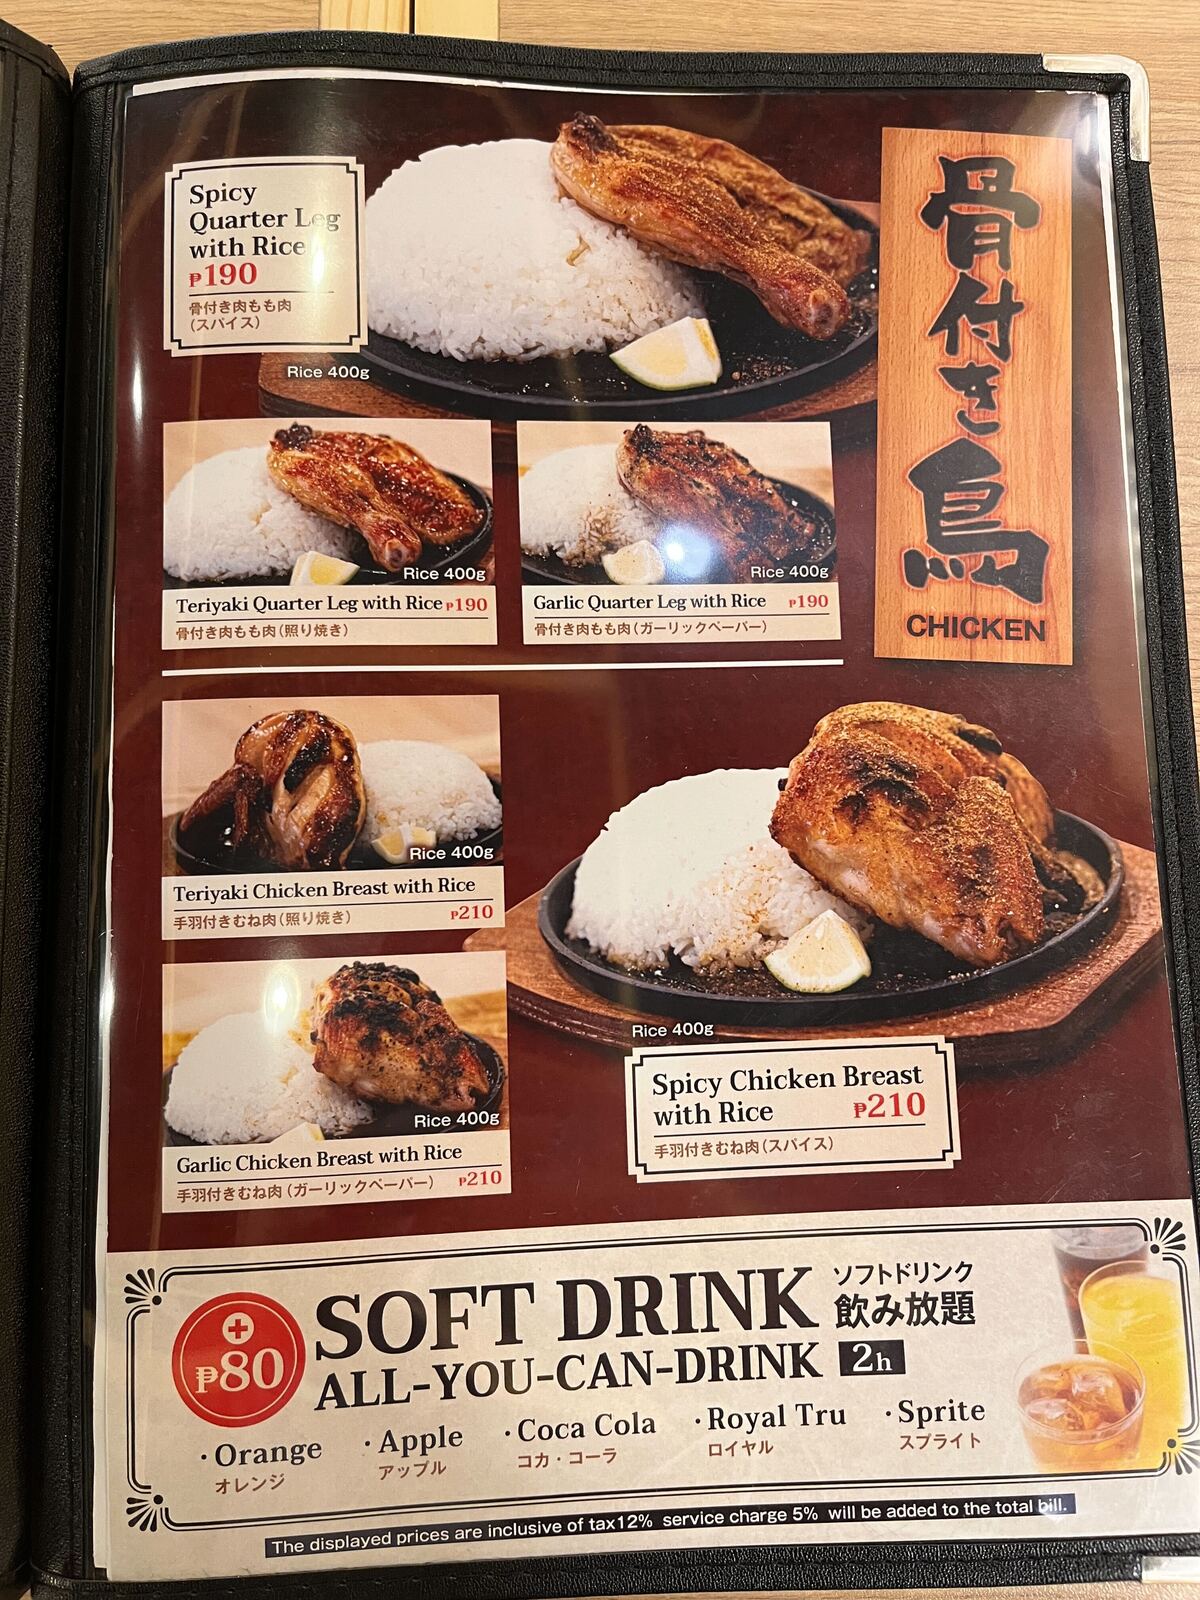 Spicy
Quarter Leg
with Rice
₱190
骨付き肉もも肉
(スパイス)
Rice 400g
骨付き鳥
CHICKEN
Rice 400g
Teriyaki Quarter Leg with Rice ₱190
骨付き肉もも肉(照り焼き)
Rice 400g
Garlic Quarter Leg with Rice ₱190
骨付き肉もも肉(ガーリックペーパー)
Rice 400g
Teriyaki Chicken Breast with Rice
手羽付きむね肉(照り焼き) ₱210
Rice 400g
Garlic Chicken Breast with Rice
手羽付きむね肉(ガーリックペーパー) ₱210
Rice 400g
Spicy Chicken Breast
with Rice ₱210
手羽付きむね肉(スパイス)
+
₱80
SOFT DRINK
ソフトドリンク
飲み放題
ALL-YOU-CAN-DRINK 2h
・Orange ・Apple ・Coca Cola ・Royal Tru ・Sprite
オレンジ アップル コカ・コーラ ロイヤル スプライト
The displayed prices are inclusive of tax12% service charge 5% will be added to the total bill.